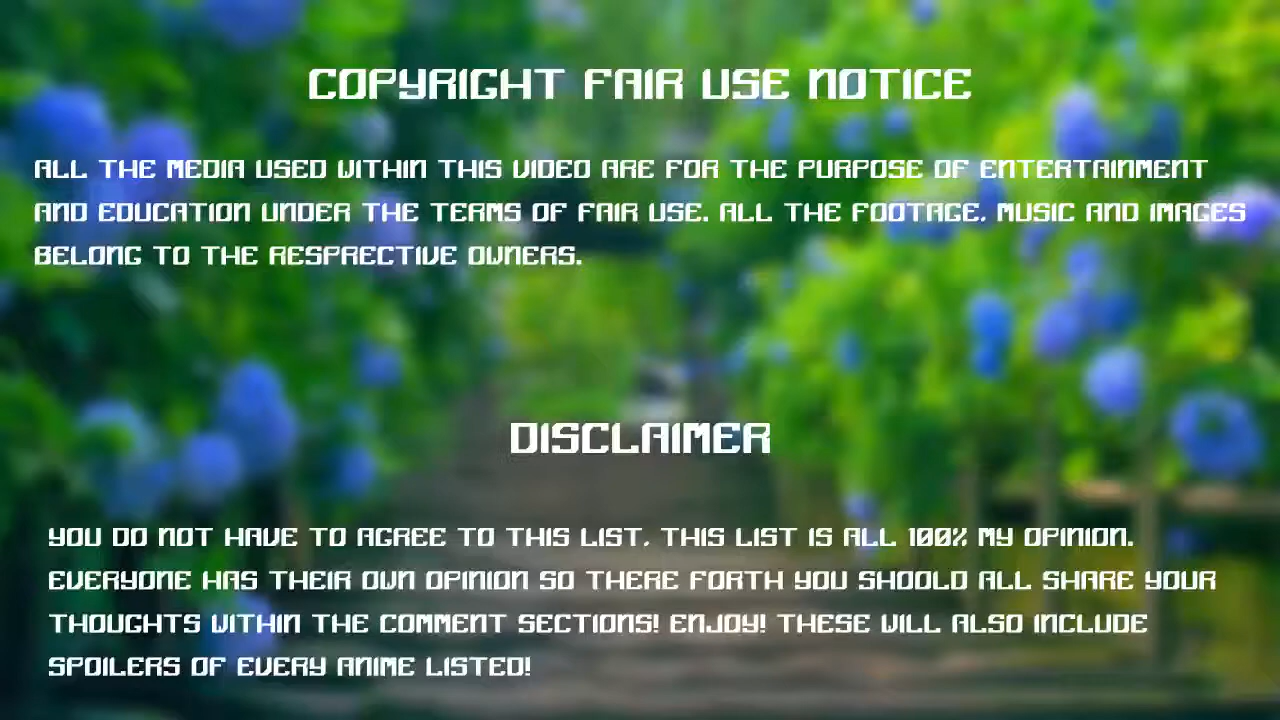 COPYRIGHT FAIR USE NOTICE
ALL THE MEDIA USED WITHIN THIS VIDEO ARE FOR THE PURPOSE OF ENTERTAINMENT
AND EDUCATION UNDER THE TERMS OF FAIR USE. ALL THE FOOTAGE, MUSIC AND IMAGES
BELONG TO THE RESPRECTIVE OWNERS.
DISCLAIMER
YOU DO NOT HAVE TO AGREE TO THIS LIST, THIS LIST IS ALL 100% MY OPINION.
EVERYONE HAS THEIR OWN OPINION SO THERE FORTH YOU SHOOLD ALL SHARE YOUR
THOUGHTS WITHIN THE COMMENT SECTIONS! ENJOY! THESE WILL ALSO INCLUDE
SPOILERS OF EVERY ANIME LISTED!